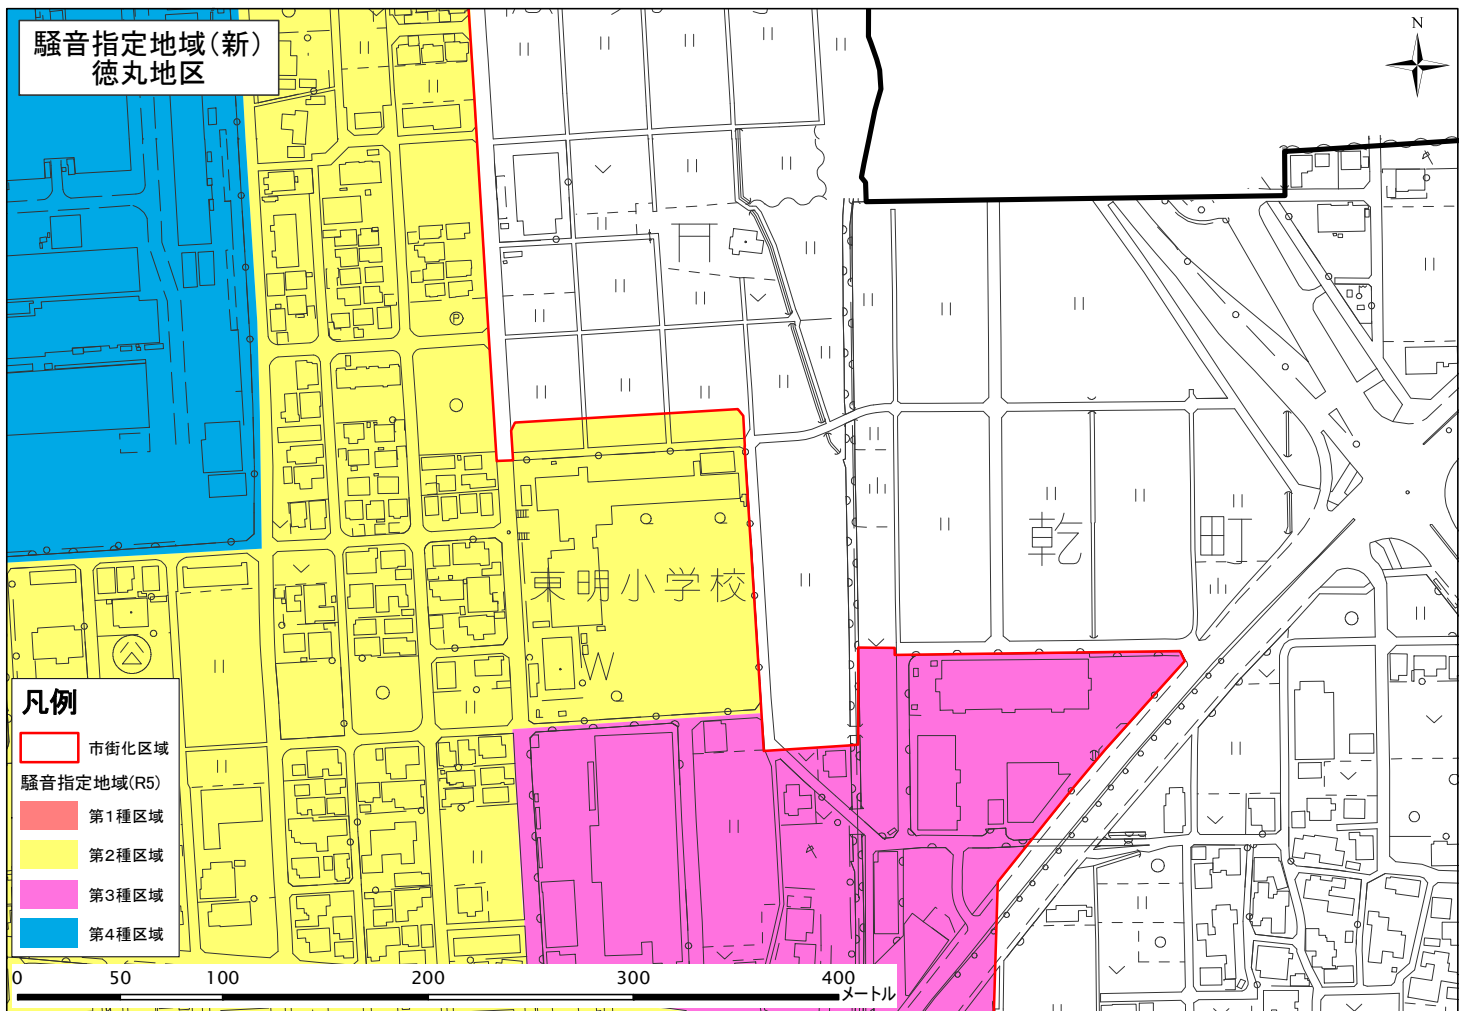 騒音指定地域(新)
徳丸地区
N
P
東明小学校
乾町
W
凡例
市街化区域
騒音指定地域(R5)
第1種区域
第2種区域
第3種区域
第4種区域
0 50 100 200 300 400
メートル